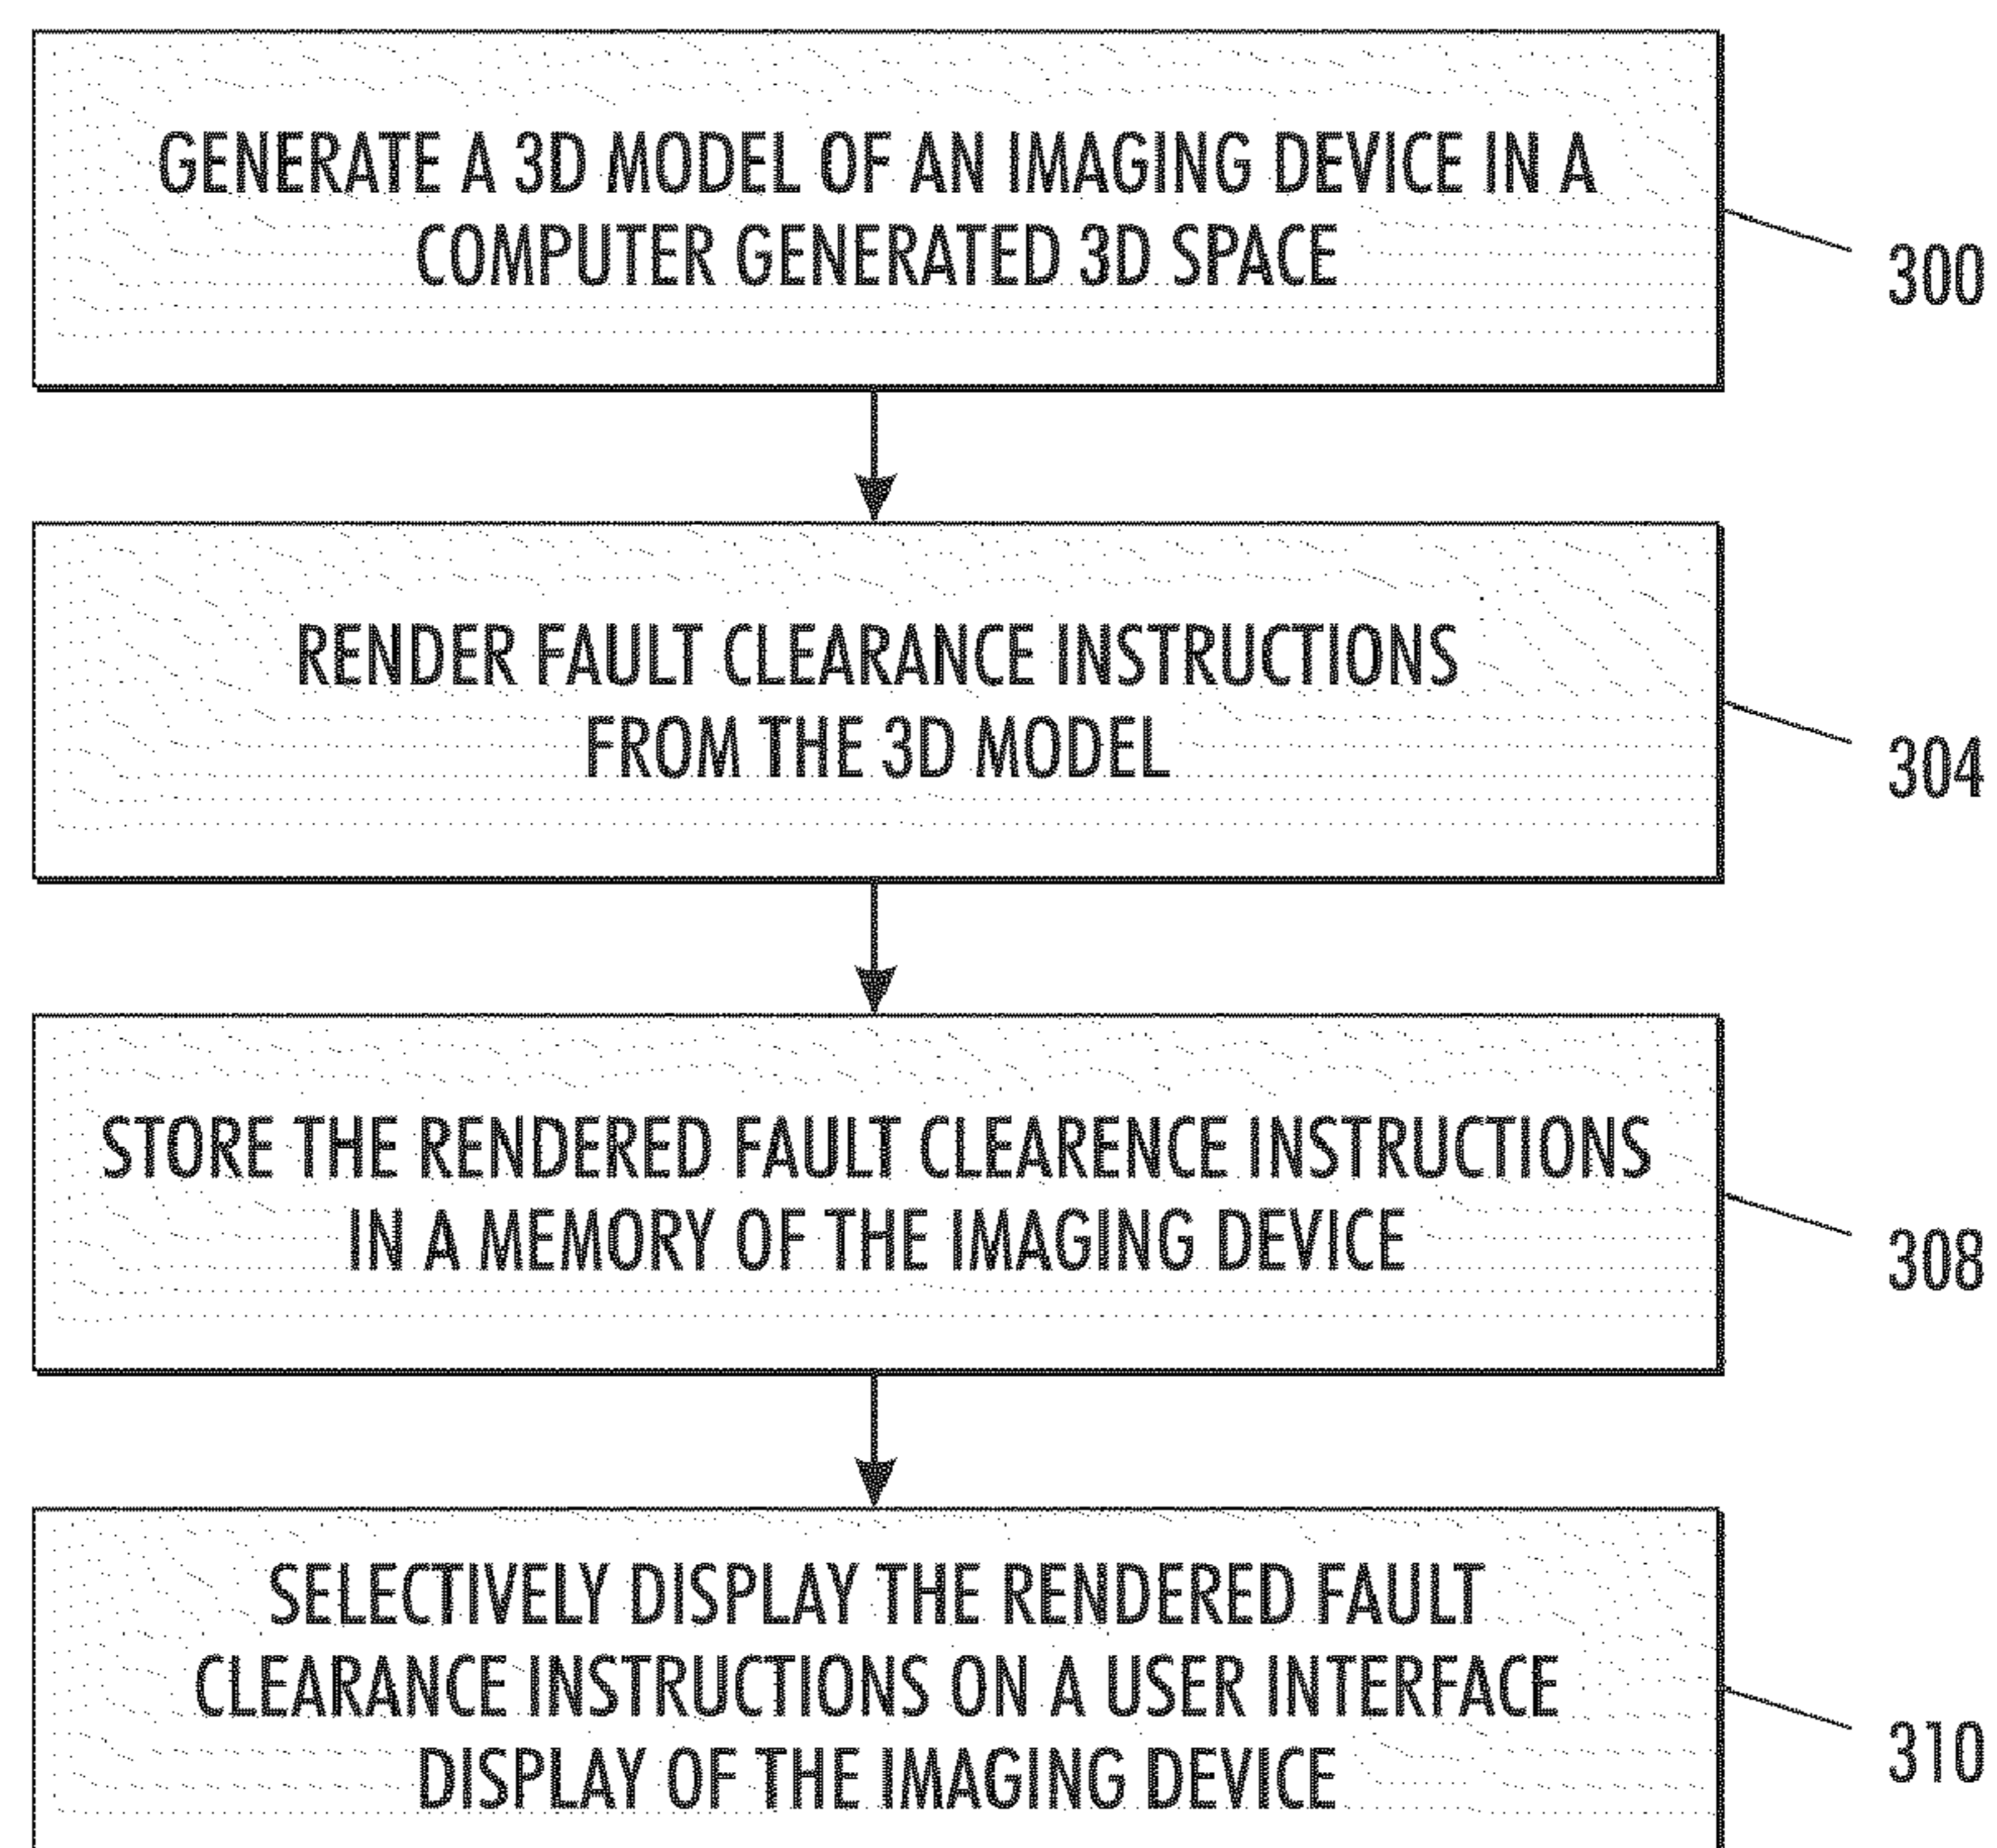 GENERATE A 3D MODEL OF AN IMAGING DEVICE IN A
COMPUTER GENERATED 3D SPACE
300
RENDER FAULT CLEARANCE INSTRUCTIONS
FROM THE 3D MODEL
304
STORE THE RENDERED FAULT CLEARENCE INSTRUCTIONS
IN A MEMORY OF THE IMAGING DEVICE
308
SELECTIVELY DISPLAY THE RENDERED FAULT
CLEARANCE INSTRUCTIONS ON A USER INTERFACE
DISPLAY OF THE IMAGING DEVICE
310